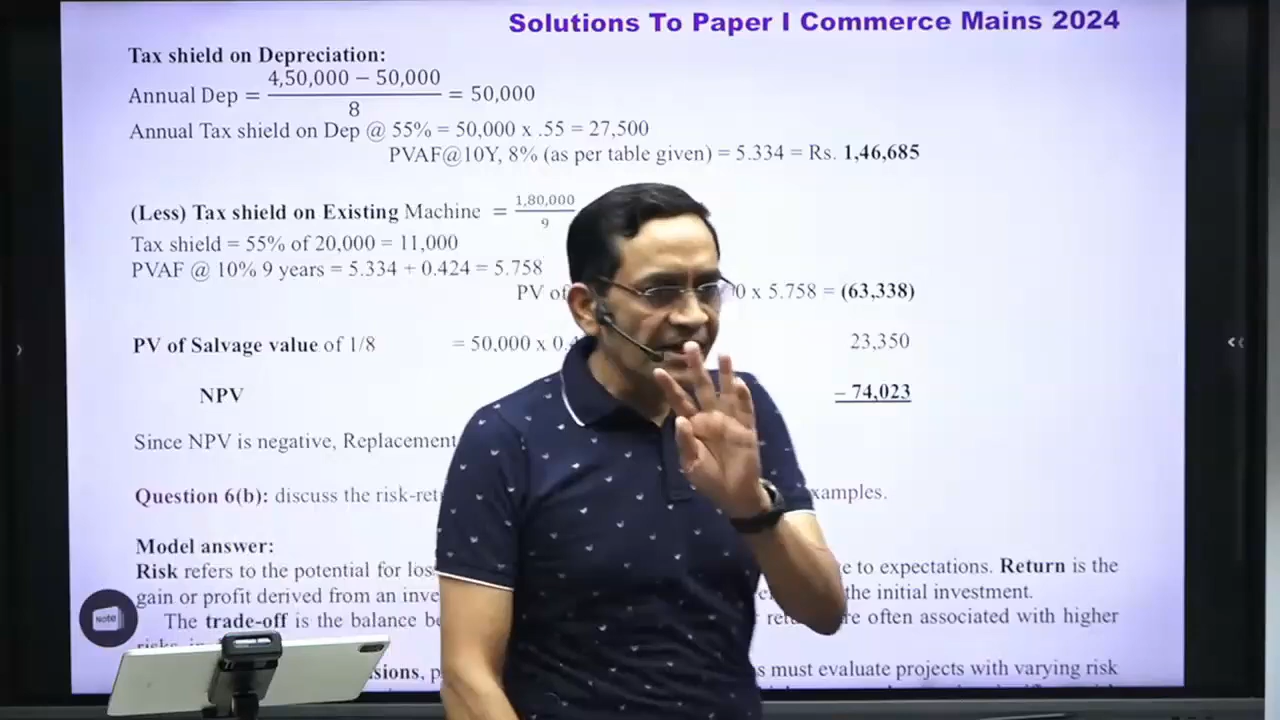 Solutions To Paper I Commerce Mains 2024
Tax shield on Depreciation:
Annual Dep = 4,50,000 − 50,000 / 8 = 50,000
Annual Tax shield on Dep @ 55% = 50,000 x .55 = 27,500
PVAF@10Y, 8% (as per table given) = 5.334 = Rs. 1,46,685
(Less) Tax shield on Existing Machine = 1,80,000 / 9
Tax shield = 55% of 20,000 = 11,000
PVAF @ 10% 9 years = 5.334 + 0.424 = 5.758
PV of 0 x 5.758 = (63,338)
PV of Salvage value of 1/8 = 50,000 x 0.4 23,350
NPV – 74,023
Since NPV is negative, Replacement
Question 6(b): discuss the risk-ret xamples.
Model answer:
Risk refers to the potential for los e to expectations. Return is the
gain or profit derived from an inve the initial investment.
The trade-off is the balance be r ret re often associated with higher
risks, i
sions, p s must evaluate projects with varying risk
Note